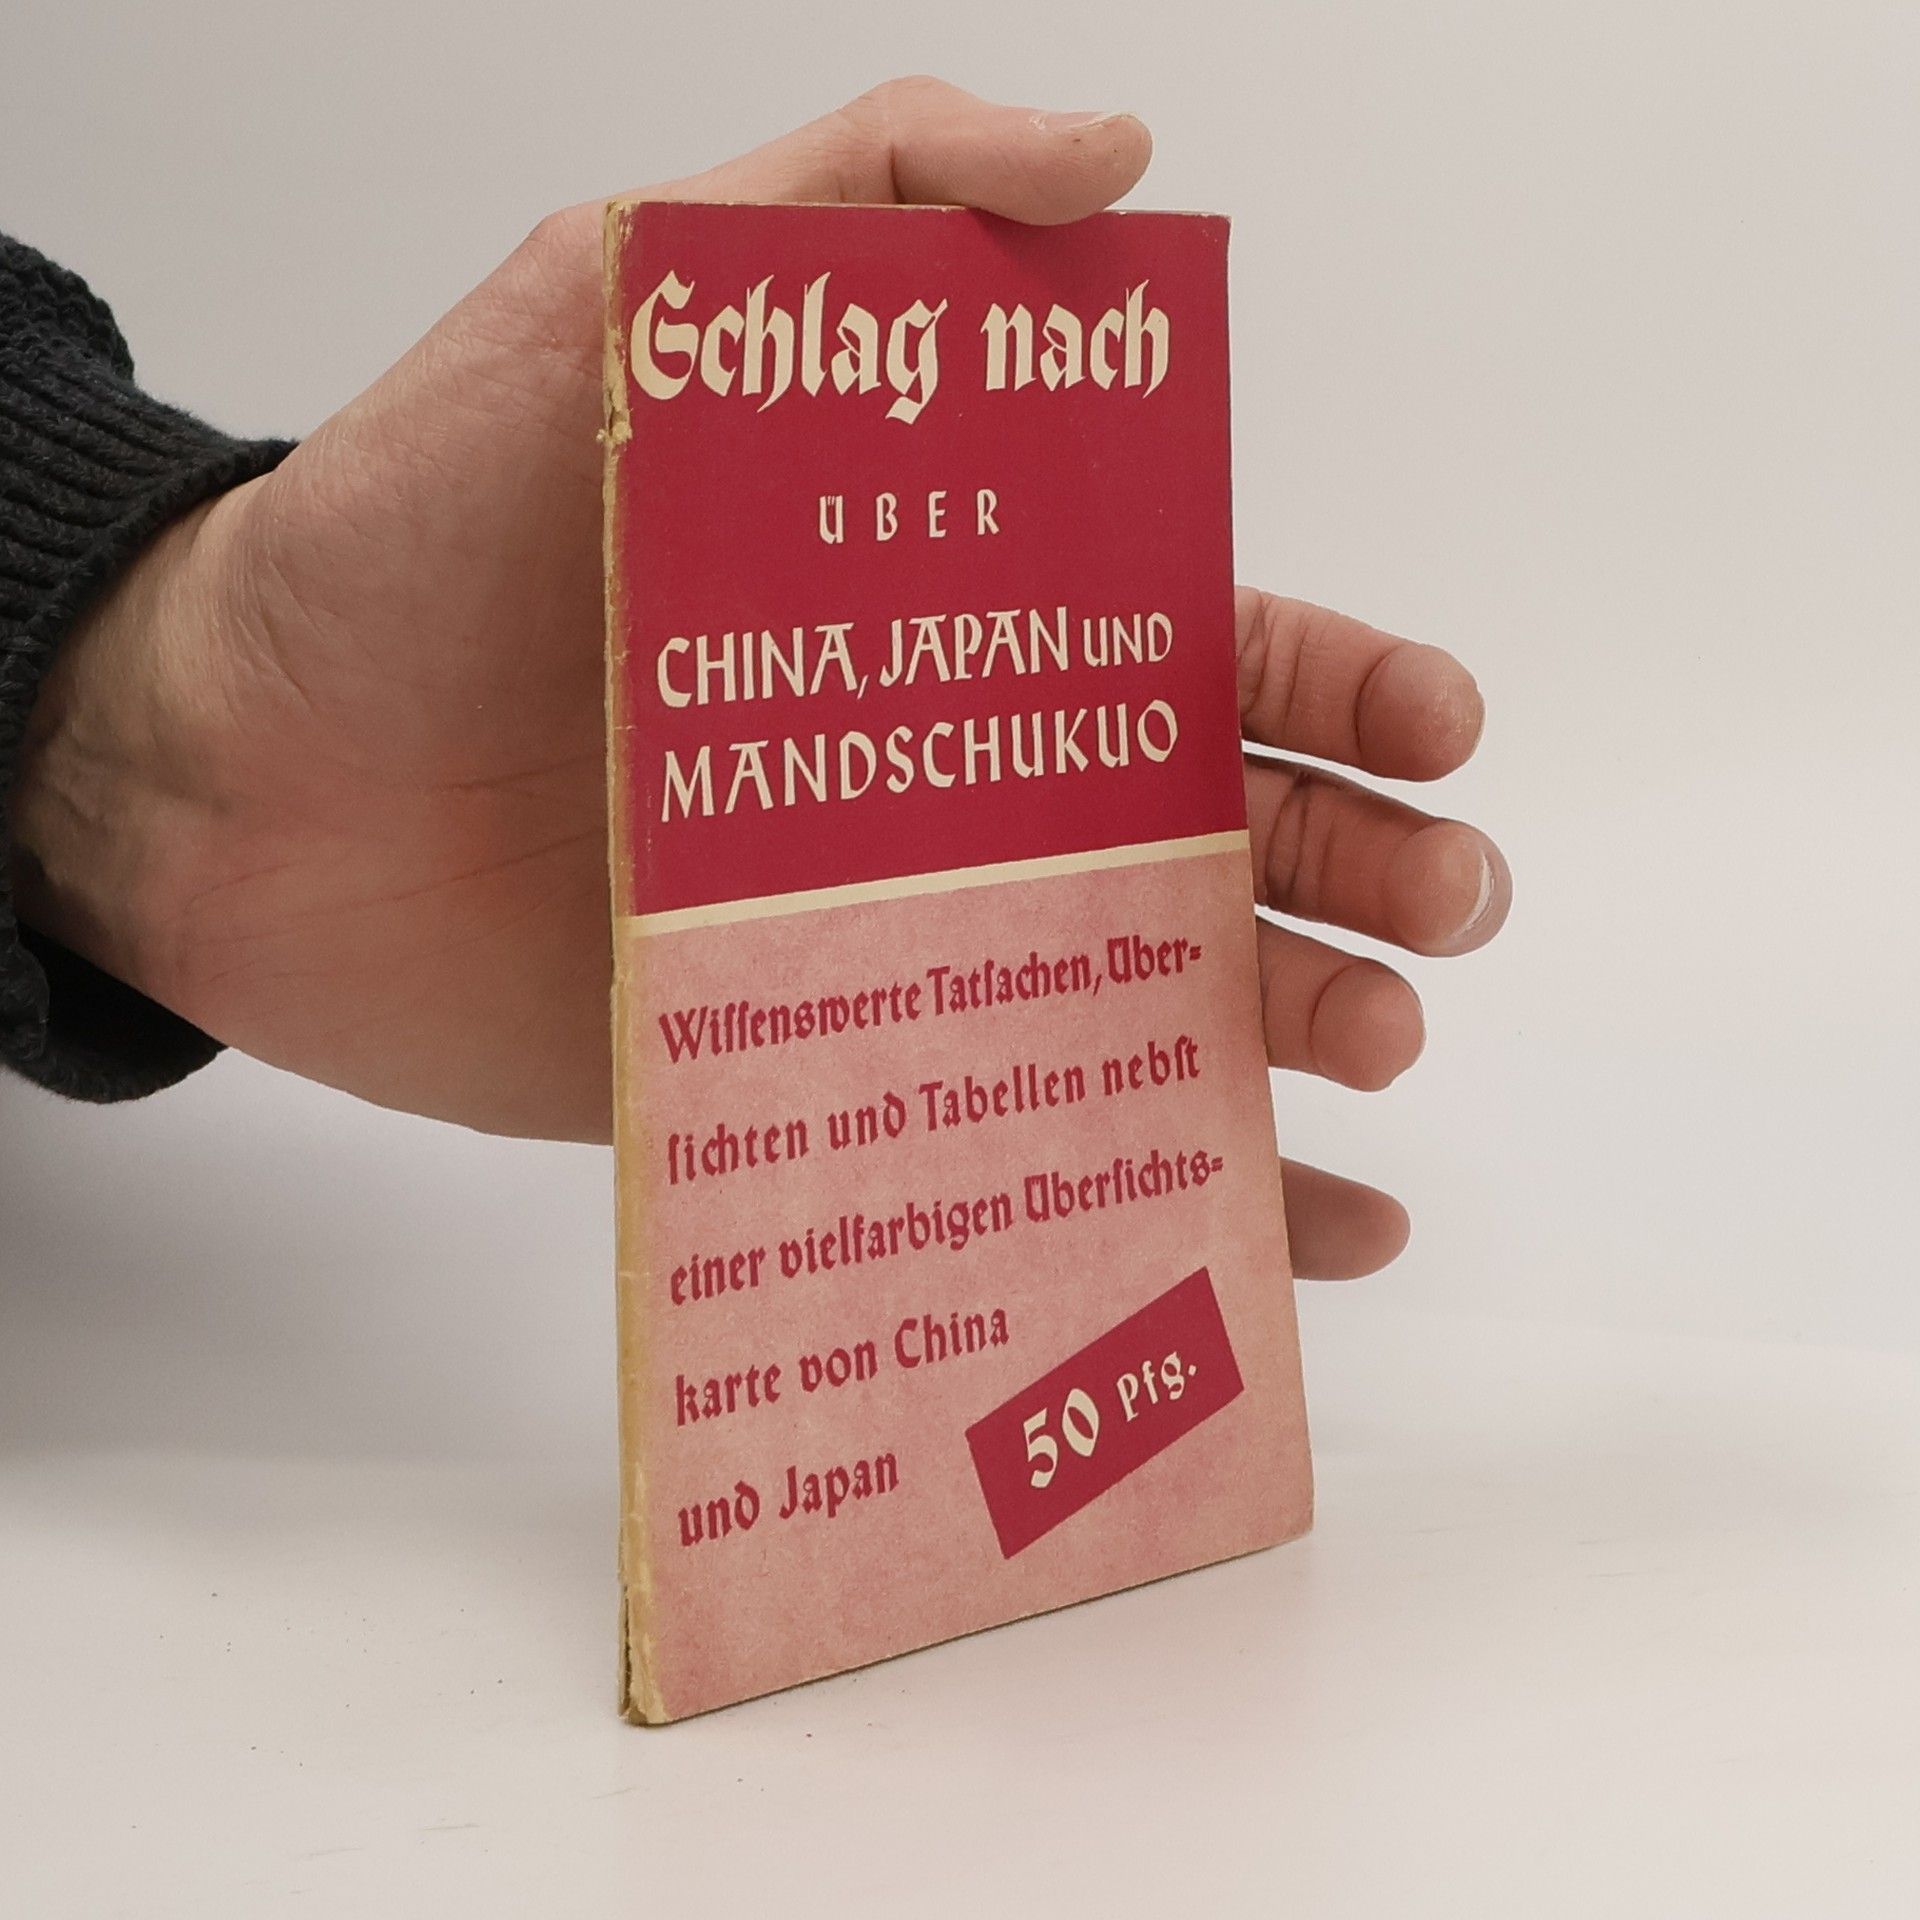 Schlag nach
ÜBER
CHINA, JAPAN UND
MANDSCHUKUO
Wiſſenswerte Tatſachen, Über=
ſichten und Tabellen nebſt
einer vielfarbigen Überſichts=
karte von China
und Japan
50 Pfg.